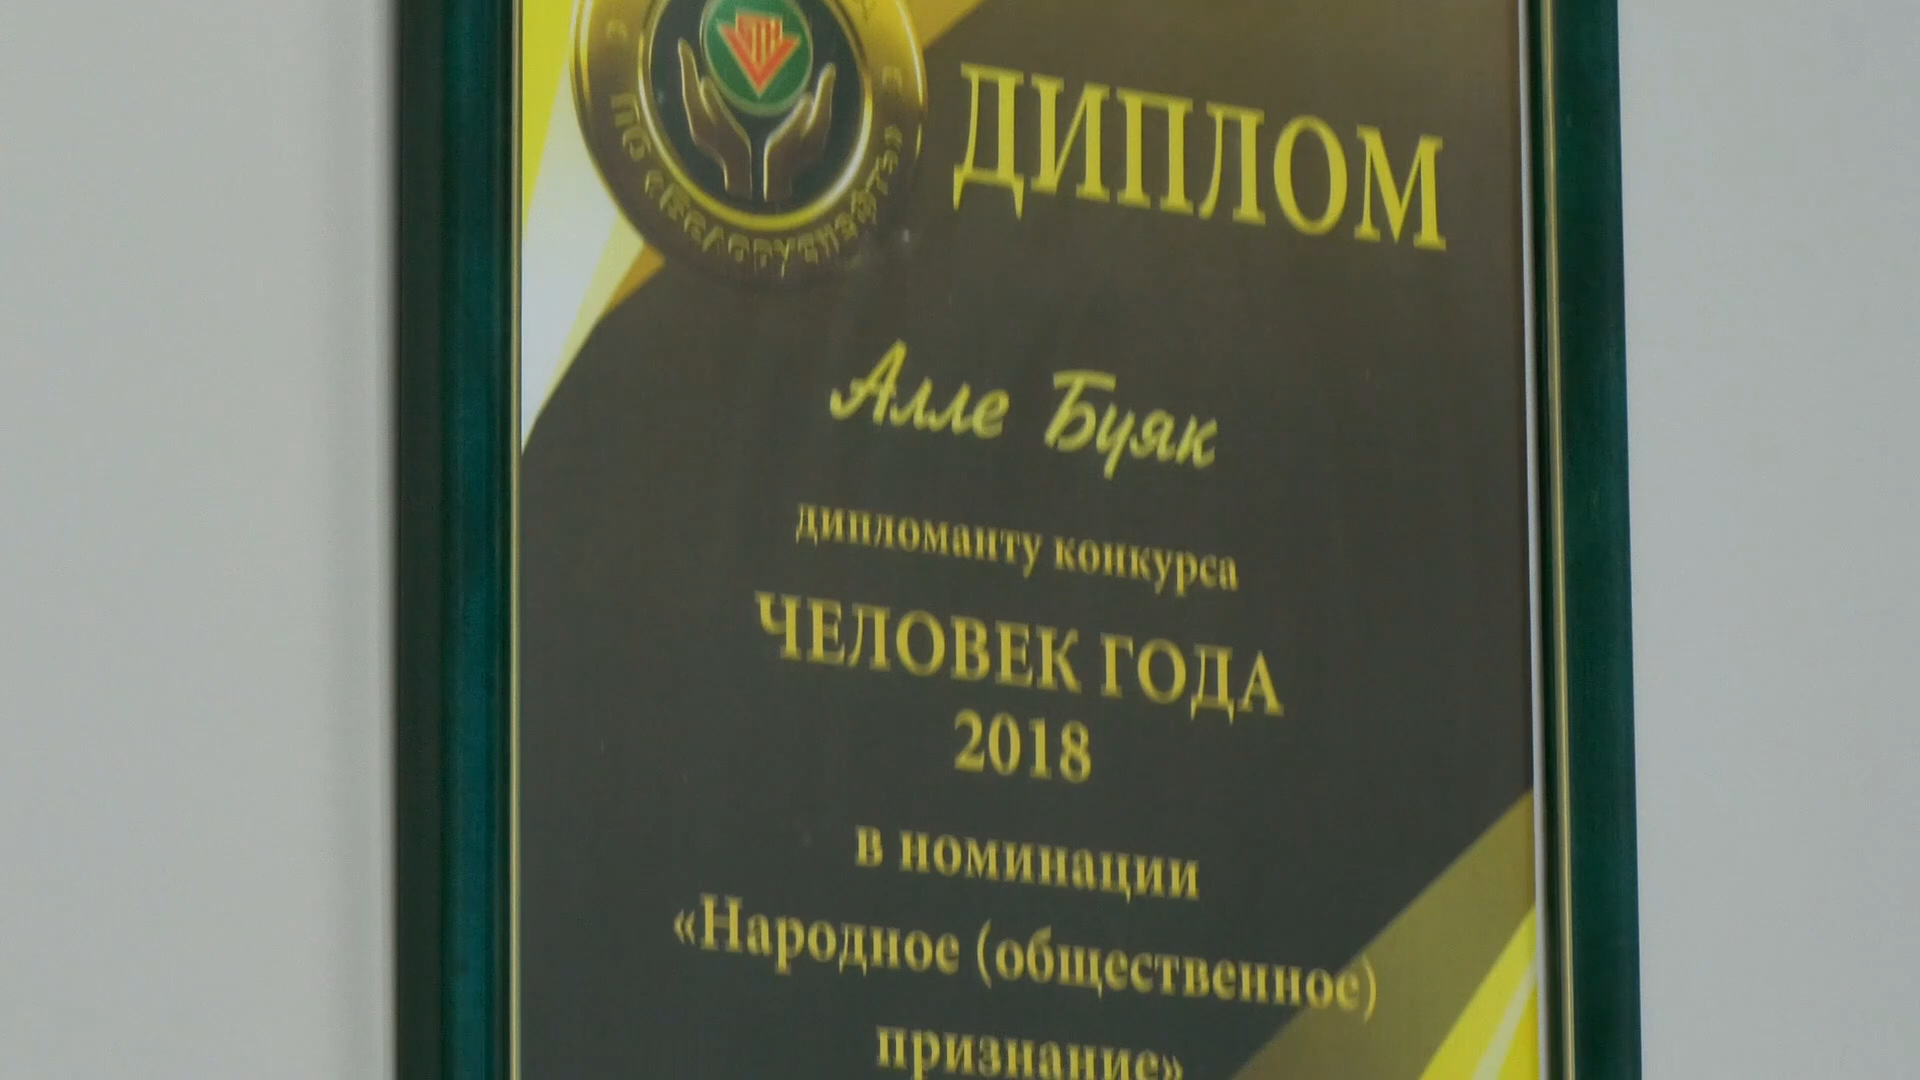 ДИПЛОМ
Алле Буяк
дипломанту конкурса
ЧЕЛОВЕК ГОДА
2018
в номинации
«Народное (общественное)
признание»